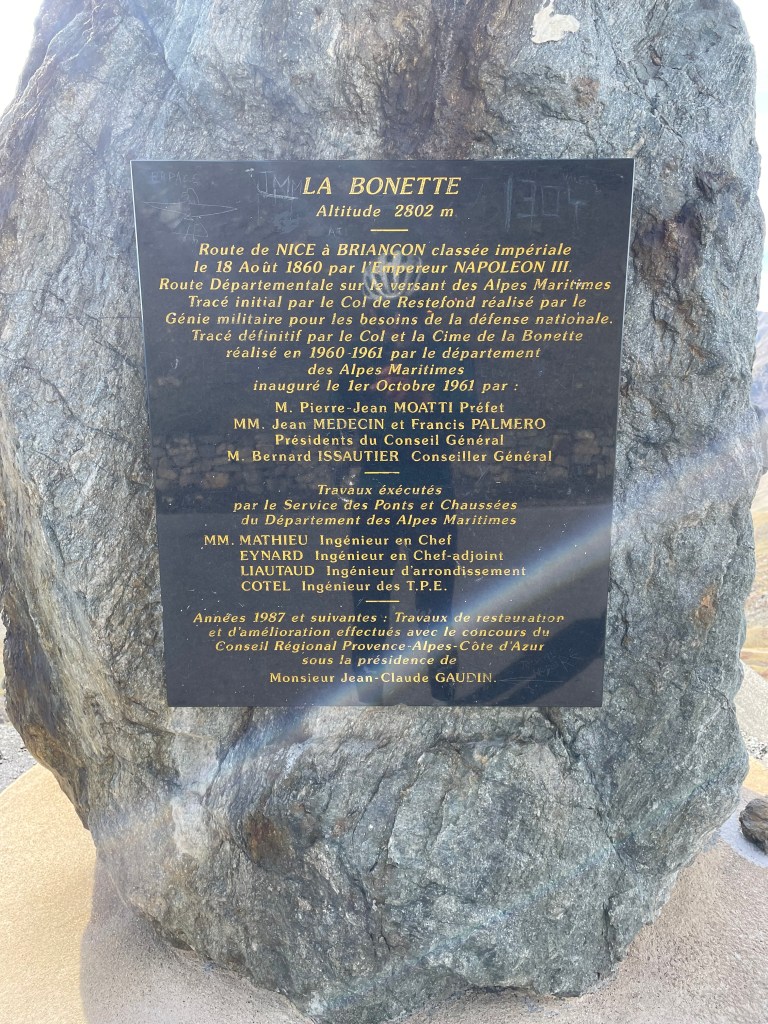 LA BONETTE
Altitude 2802 m
Route de NICE à BRIANÇON classée impériale
le 18 Août 1860 par l'Empereur NAPOLEON III.
Route Départementale sur le versant des Alpes Maritimes
Tracé initial par le Col de Restefond réalisé par le
Génie militaire pour les besoins de la défense nationale.
Tracé définitif par le Col et la Cime de la Bonette
réalisé en 1960-1961 par le département
des Alpes Maritimes
inauguré le 1er Octobre 1961 par :
M. Pierre-Jean MOATTI Préfet
MM. Jean MEDECIN et Francis PALMERO
Présidents du Conseil Général
M. Bernard ISSAUTIER Conseiller Général
Travaux éxécutés
par le Service des Ponts et Chaussées
du Département des Alpes Maritimes
MM. MATHIEU Ingénieur en Chef
EYNARD Ingénieur en Chef-adjoint
LIAUTAUD Ingénieur d'arrondissement
COTEL Ingénieur des T.P.E.
Années 1987 et suivantes : Travaux de restauration
et d'amélioration effectués avec le concours du
Conseil Régional Provence-Alpes-Côte d'Azur
sous la présidence de
Monsieur Jean-Claude GAUDIN.